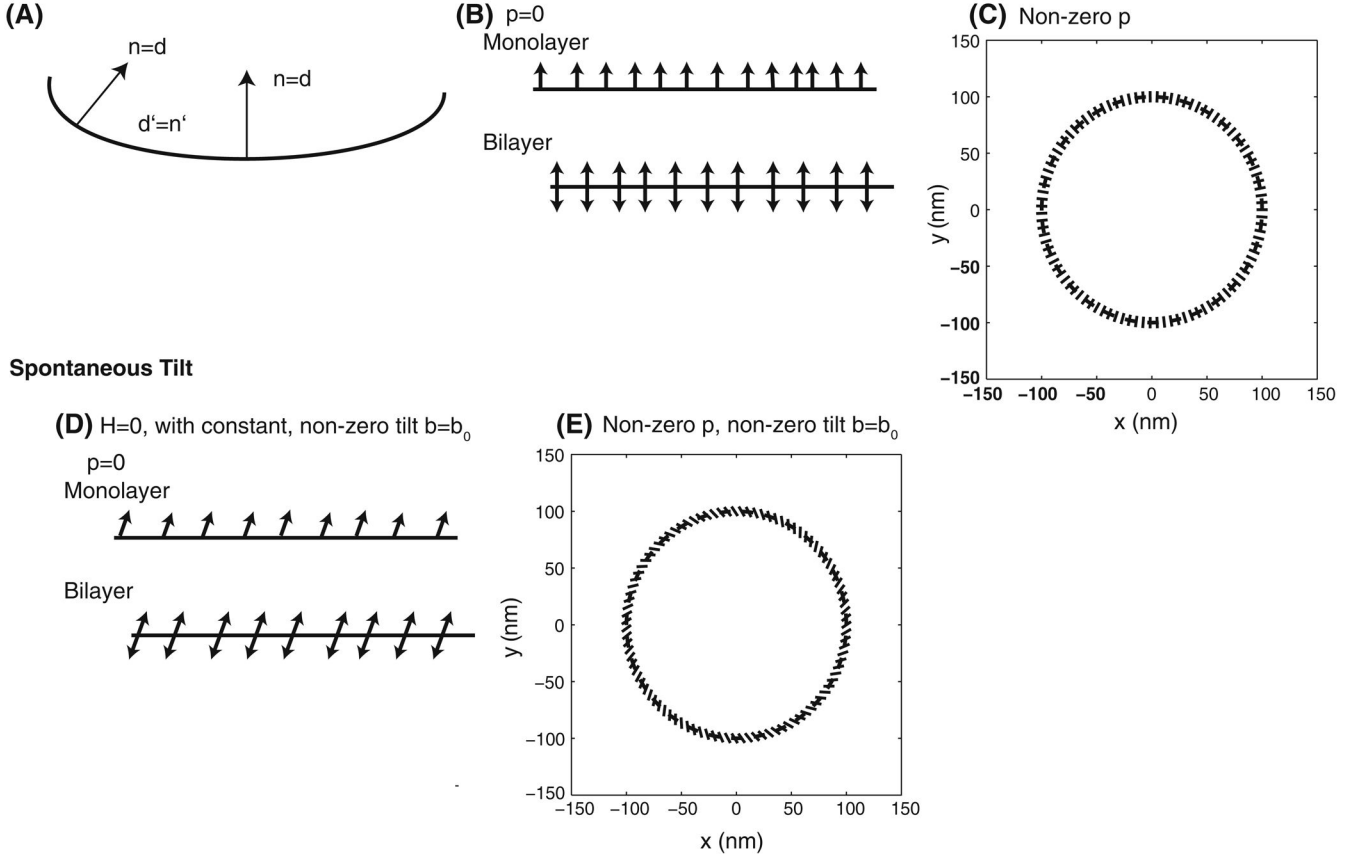 (A)
n=d
n=d
d'=n'
(B) p=0
Monolayer
Bilayer
(C) Non-zero p
150
100
50
0
−50
−100
−150
y (nm)
−150 −100 −50 0 50 100 150
x (nm)
Spontaneous Tilt
(D) H=0, with constant, non-zero tilt b=b0
p=0
Monolayer
Bilayer
(E) Non-zero p, non-zero tilt b=b0
150
100
50
0
−50
−100
−150
y (nm)
−150 −100 −50 0 50 100 150
x (nm)